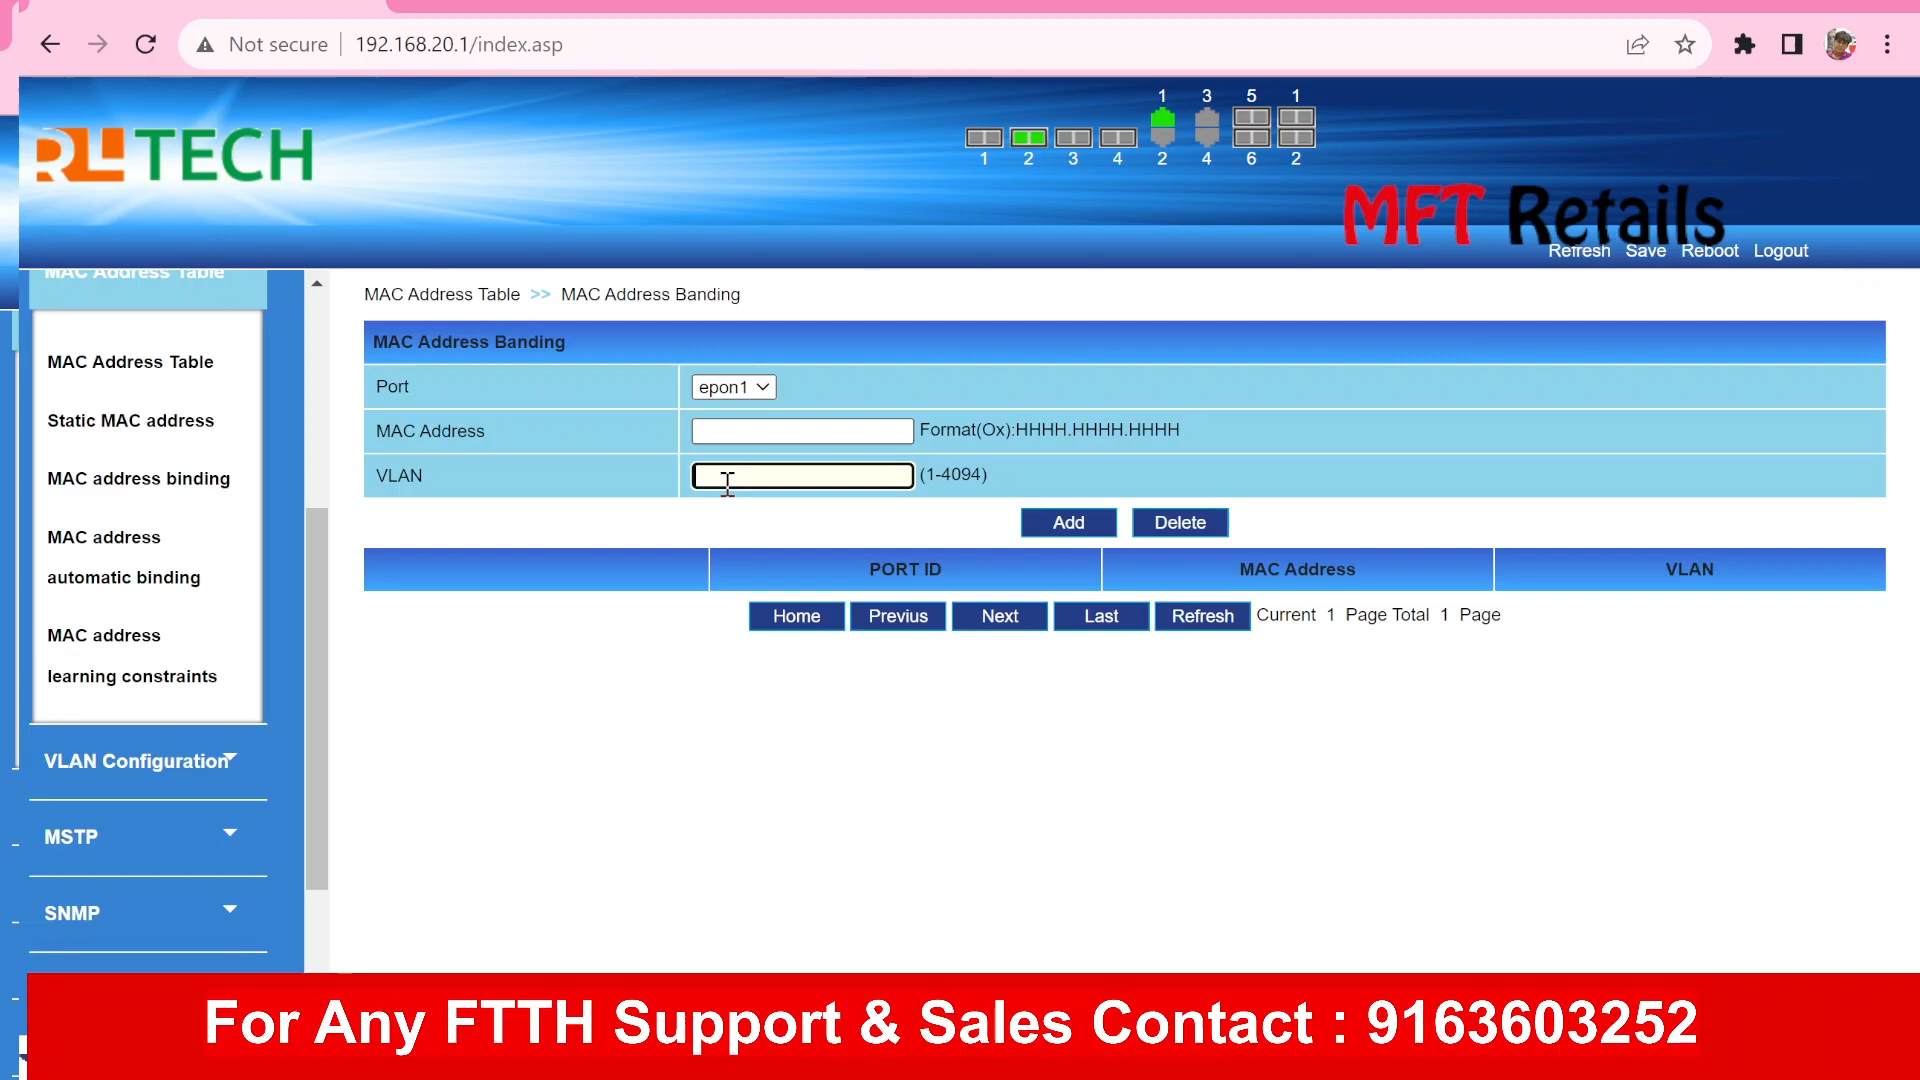 Not secure
192.168.20.1/index.asp
RL TECH
1 3 5 1
1 2 3 4 2 4 6 2
MFT Retails
Refresh Save Reboot Logout
MAC Address Table
MAC Address Table
Static MAC address
MAC address binding
MAC address
automatic binding
MAC address
learning constraints
VLAN Configuration
MSTP
SNMP
MAC Address Table >> MAC Address Banding
MAC Address Banding
Port epon1
MAC Address Format(Ox):HHHH.HHHH.HHHH
VLAN (1-4094)
Add Delete
PORT ID MAC Address VLAN
Home Previus Next Last Refresh Current 1 Page Total 1 Page
For Any FTTH Support & Sales Contact : 9163603252